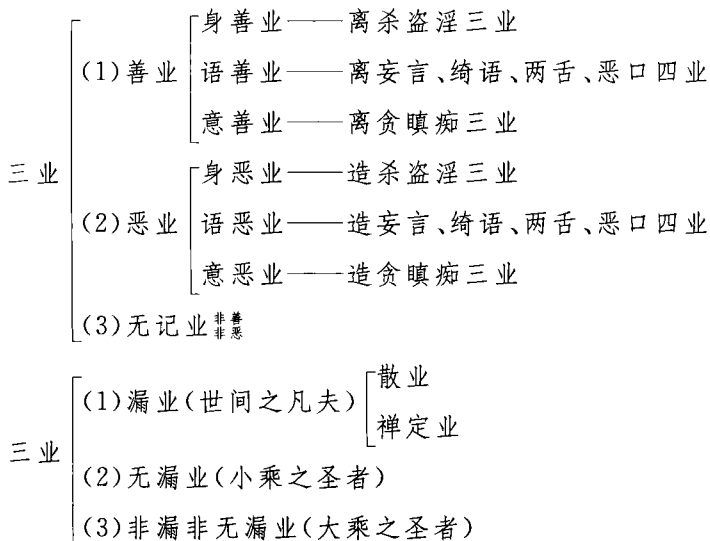 身善业——离杀盗淫三业
(1)善业 语善业——离妄言、绮语、两舌、恶口四业
意善业——离贪瞋痴三业
三业 身恶业——造杀盗淫三业
(2)恶业 语恶业——造妄言、绮语、两舌、恶口四业
意恶业——造贪瞋痴三业
(3)无记业非善非恶
(1)漏业(世间之凡夫) 散业
禅定业
三业
(2)无漏业(小乘之圣者)
(3)非漏非无漏业(大乘之圣者)